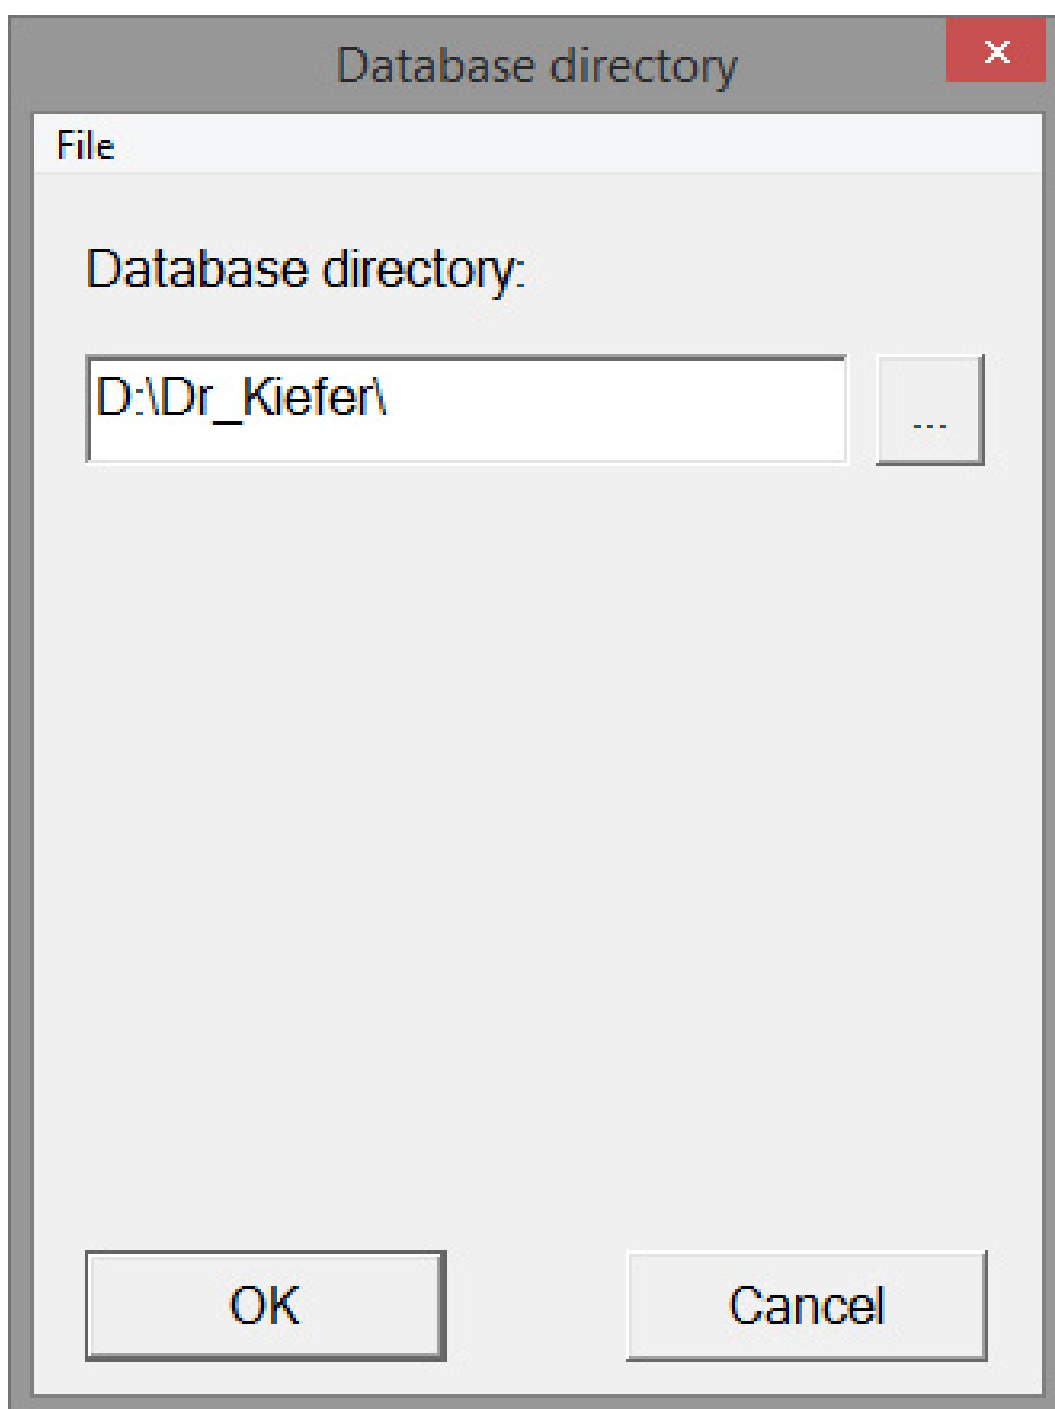 Database directory
File
Database directory:
D:\Dr_Kiefer\
...
OK
Cancel